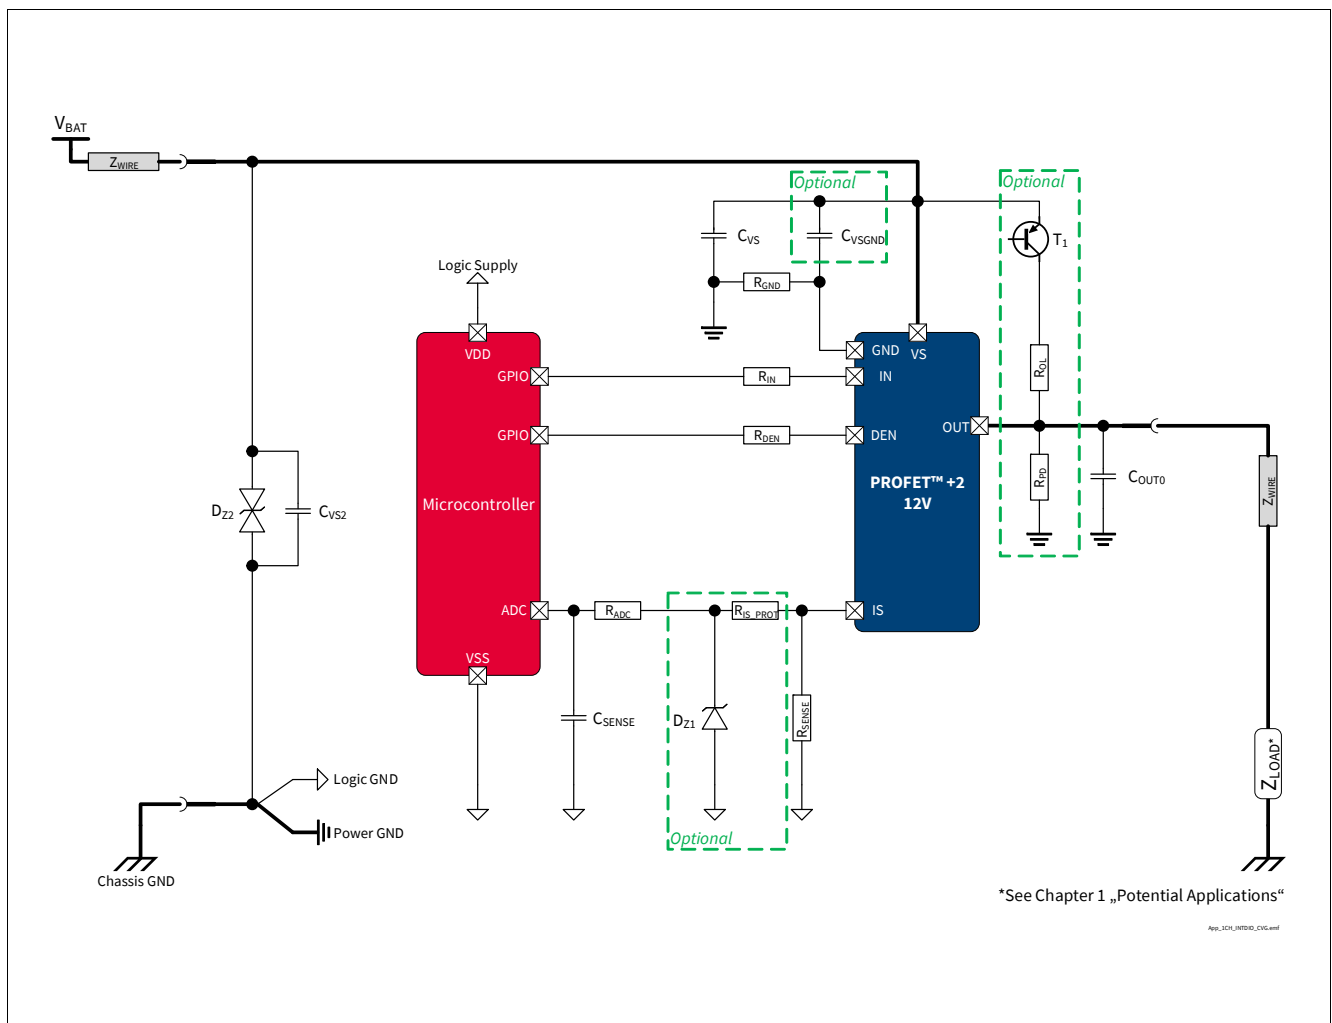 VBAT
ZWIRE
Optional
Optional
CVS
CVSGND
T1
Logic Supply
RGND
VDD
GND
VS
GPIO
RIN
IN
ROL
GPIO
RDEN
DEN
OUT
RPD
COUT0
ZWIRE
PROFET™ +2
12V
Microcontroller
DZ2
CVS2
ADC
RADC
RIS_PROT
IS
VSS
CSENSE
DZ1
RSENSE
ZLOAD*
Logic GND
Power GND
Optional
Chassis GND
*See Chapter 1 „Potential Applications“
App_1CH_INTDIO_CVG.emf